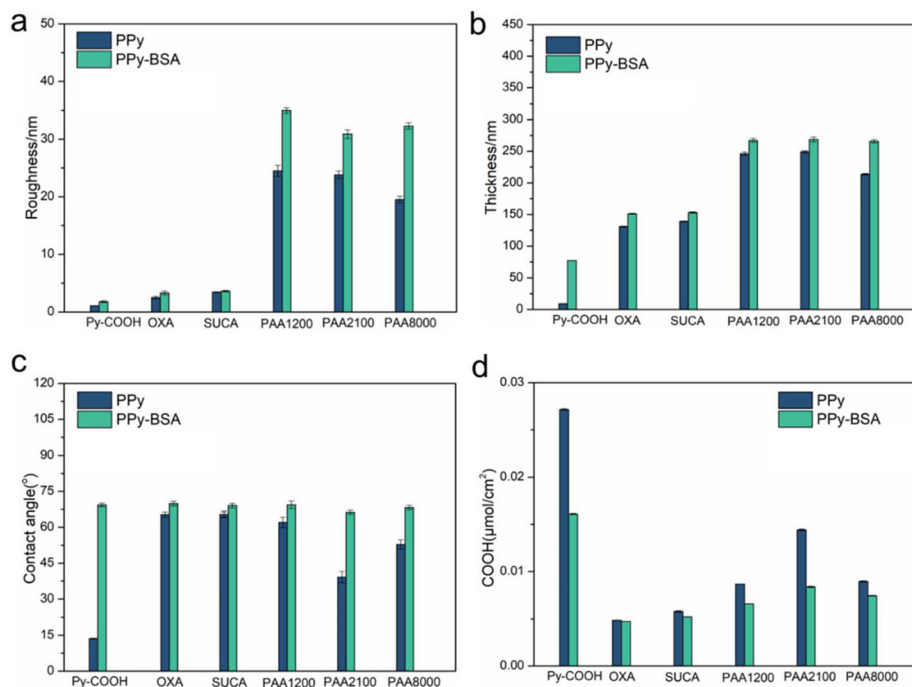 a
Roughness/nm
50
40
30
20
10
0
PPy
PPy-BSA
Py-COOH OXA SUCA PAA1200 PAA2100 PAA8000
b
Thickness/nm
450
400
350
300
250
200
150
100
50
0
PPy
PPy-BSA
Py-COOH OXA SUCA PAA1200 PAA2100 PAA8000
c
Contact angle(°)
120
105
90
75
60
45
30
15
0
PPy
PPy-BSA
Py-COOH OXA SUCA PAA1200 PAA2100 PAA8000
d
COOH(μmol/cm²)
0.03
0.02
0.01
0.00
PPy
PPy-BSA
Py-COOH OXA SUCA PAA1200 PAA2100 PAA8000